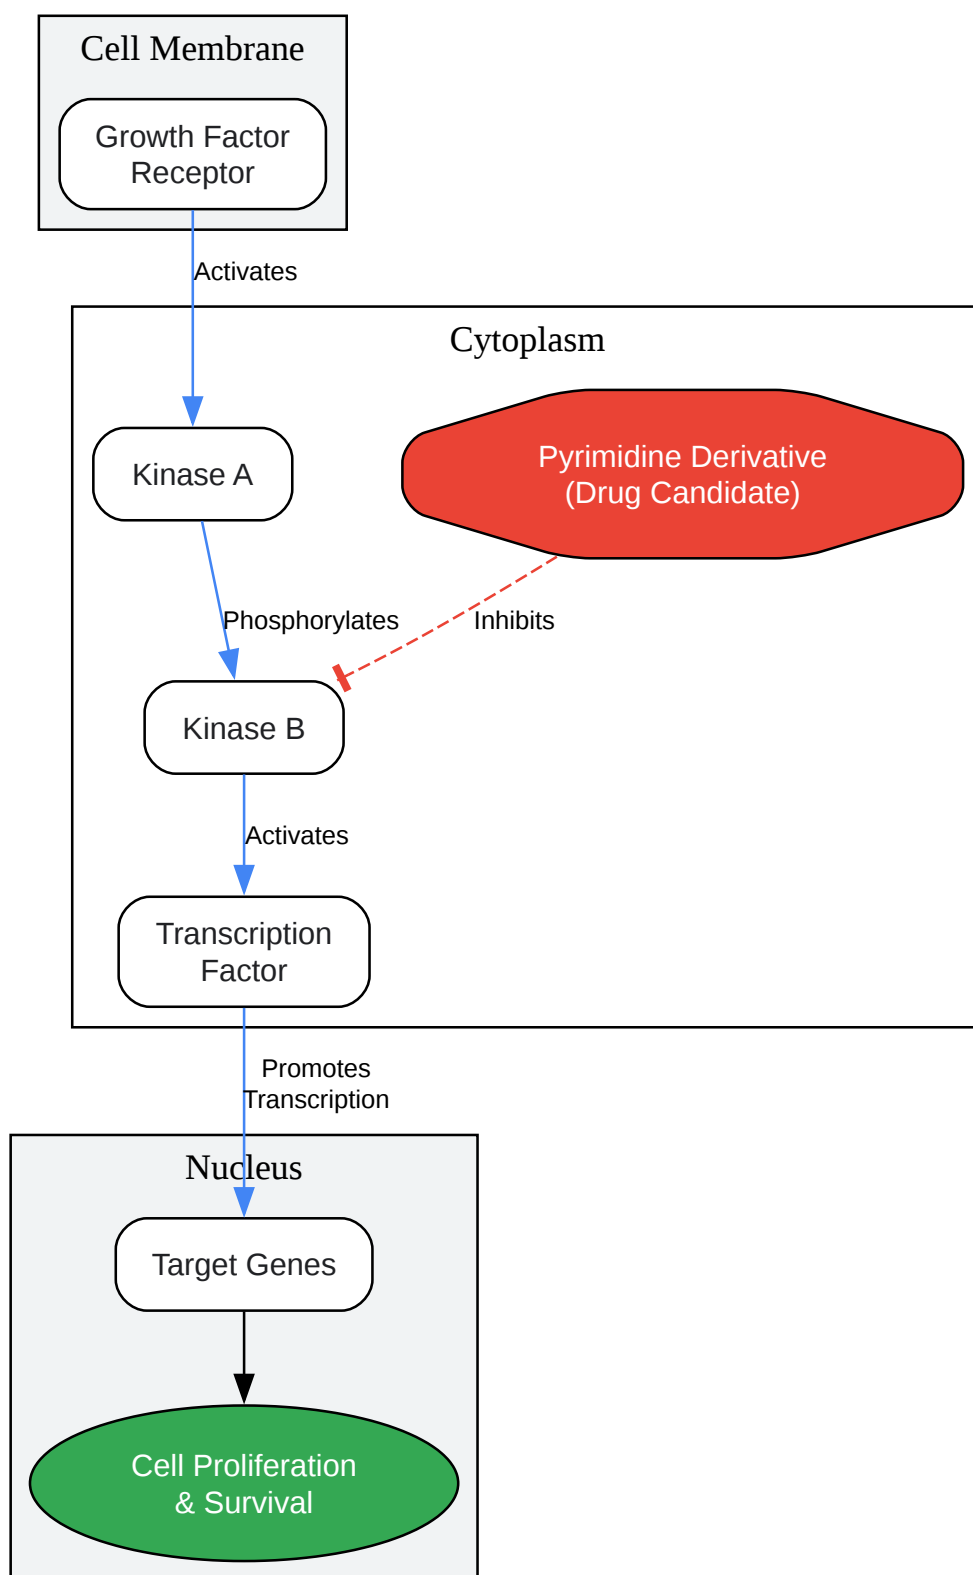 Cell Membrane
Growth Factor
Receptor
Activates
Cytoplasm
Kinase A
Pyrimidine Derivative
(Drug Candidate)
Phosphorylates
Inhibits
Kinase B
Activates
Transcription
Factor
Promotes
Transcription
Nucleus
Target Genes
Cell Proliferation
& Survival